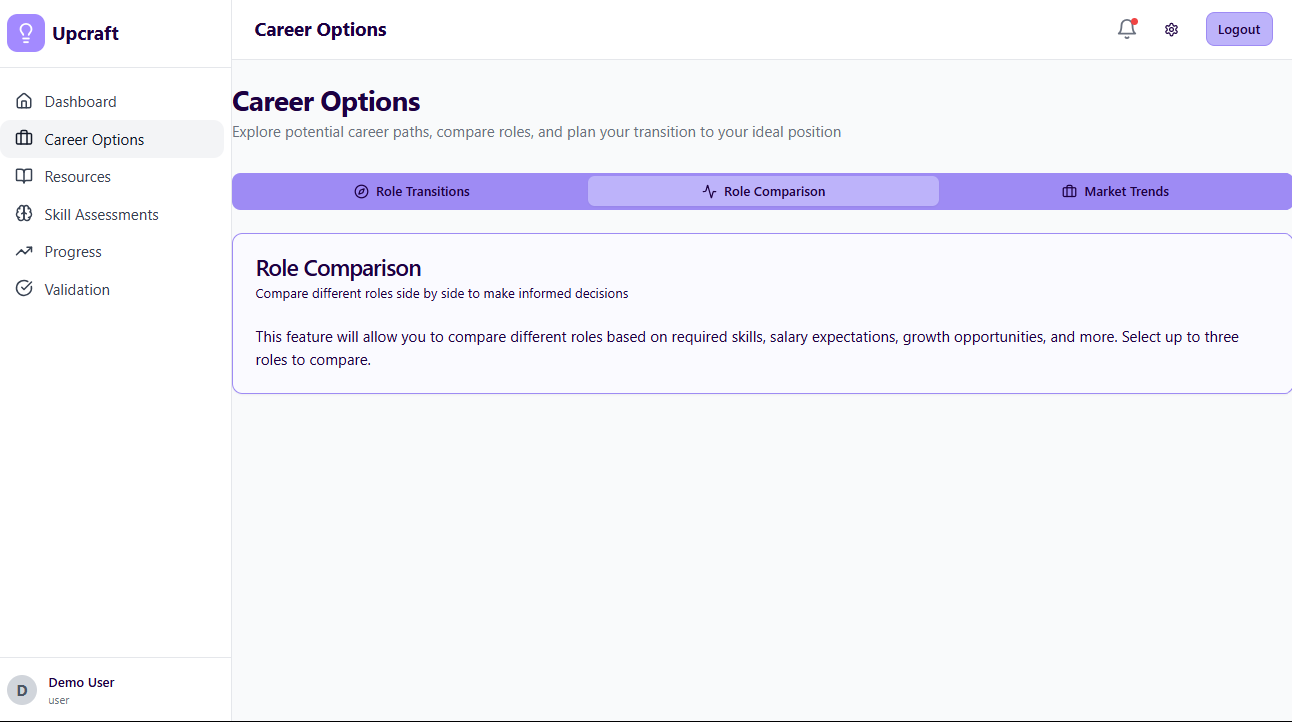 Upcraft
Career Options
Logout
Dashboard
Career Options
Resources
Skill Assessments
Progress
Validation
Career Options
Explore potential career paths, compare roles, and plan your transition to your ideal position
Role Transitions
Role Comparison
Market Trends
Role Comparison
Compare different roles side by side to make informed decisions
This feature will allow you to compare different roles based on required skills, salary expectations, growth opportunities, and more. Select up to three
roles to compare.
D
Demo User
user